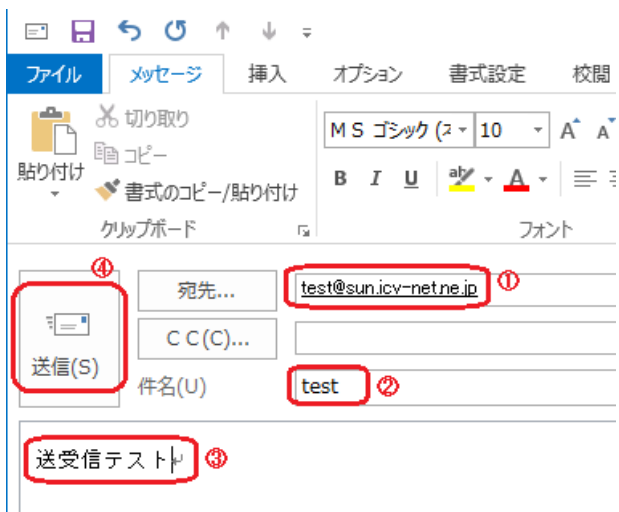 ファイル メッセージ 挿入 オプション 書式設定 校閲
切り取り
コピー
貼り付け
書式のコピー/貼り付け
クリップボード
MS ゴシック (ス 10 A A
B I U ab A
フォント
④
送信(S)
宛先... test@sun.icv-net.ne.jp ①
CC(C)...
件名(U) test ②
送受信テスト↵ ③